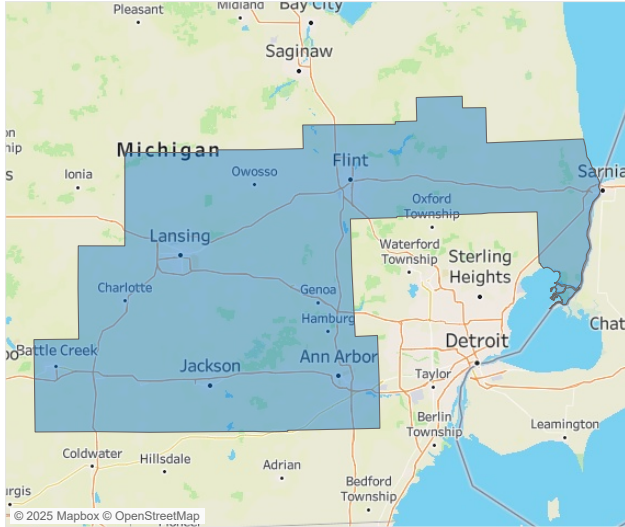 Pleasant
Midland
Bay City
Saginaw
Michigan
Ionia
Owosso
Flint
Sarnia
Oxford
Township
Lansing
Waterford
Township
Sterling
Heights
Charlotte
Genoa
Hamburg
Chat
Detroit
Battle Creek
Jackson
Ann Arbor
Taylor
Berlin
Township
Leamington
Coldwater
Hillsdale
Adrian
Bedford
Township
urgis
© 2025 Mapbox © OpenStreetMap